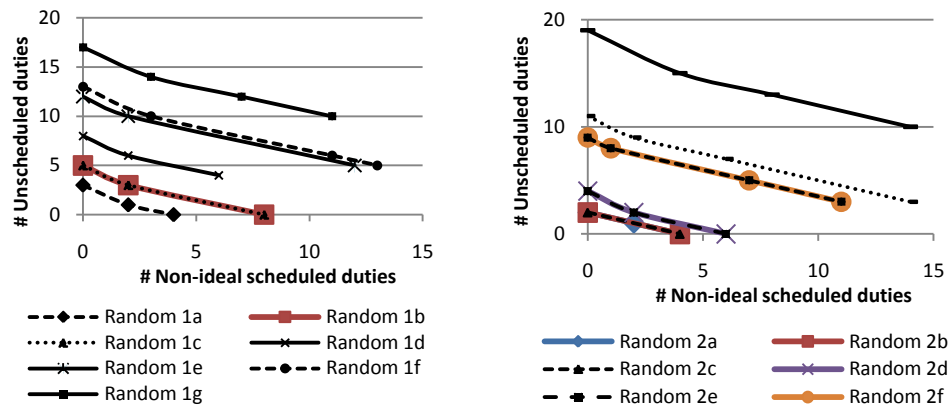 20
15
10
5
0
# Unscheduled duties
0 5 10 15
# Non-ideal scheduled duties
Random 1a Random 1b
Random 1c Random 1d
Random 1e Random 1f
Random 1g
20
10
0
# Unscheduled duties
0 5 10 15
# Non-ideal scheduled duties
Random 2a Random 2b
Random 2c Random 2d
Random 2e Random 2f